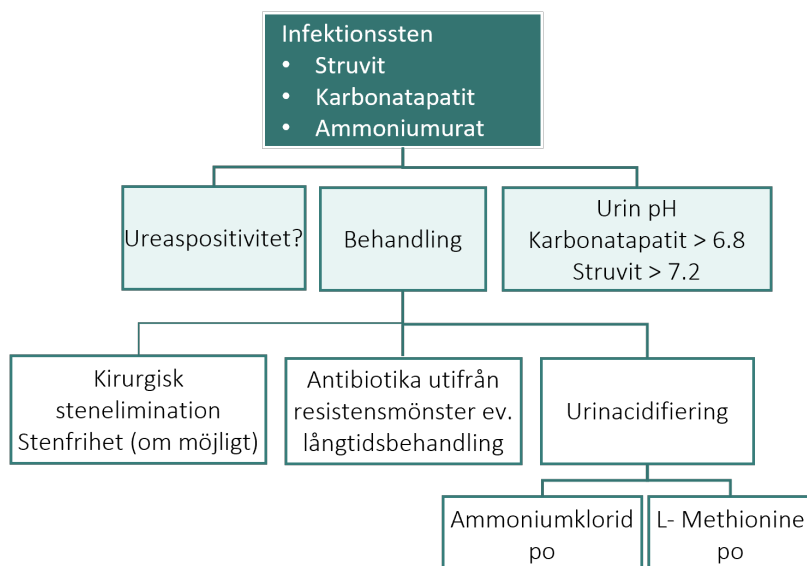 Infektionssten
• Struvit
• Karbonatapatit
• Ammoniumurat
Ureaspositivitet?
Behandling
Urin pH
Karbonatapatit > 6.8
Struvit > 7.2
Kirurgisk
stenelimination
Stenfrihet (om möjligt)
Antibiotika utifrån
resistensmönster ev.
långtidsbehandling
Urinacidifiering
Ammoniumklorid
po
L- Methionine
po